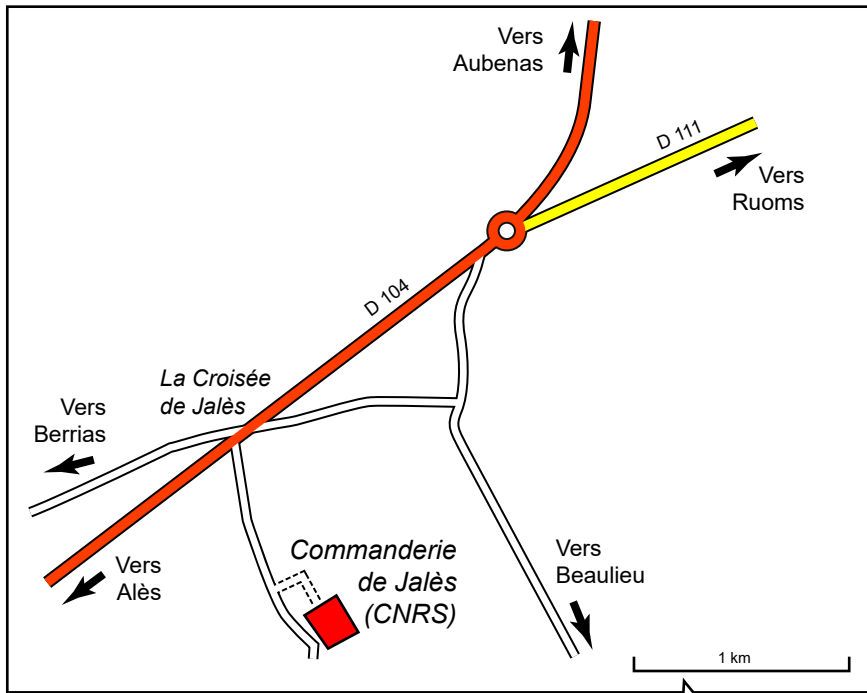 Vers
Aubenas
D 111
Vers
Ruoms
D 104
La Croisée
de Jalès
Vers
Berrias
Commanderie
de Jalès
(CNRS)
Vers
Beaulieu
Vers
Alès
1 km